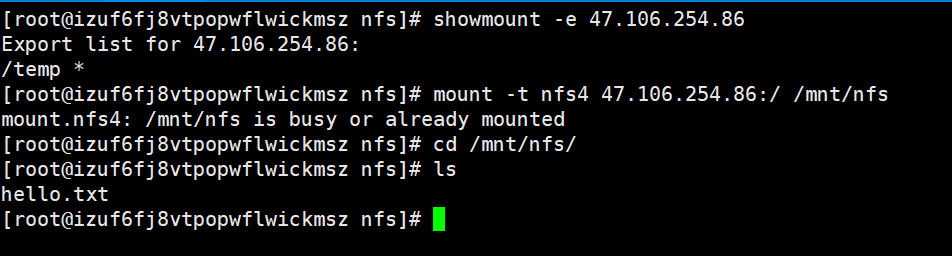 [root@izuf6fj8vtpopwflwickmsz nfs]# showmount -e 47.106.254.86
Export list for 47.106.254.86:
/temp *
[root@izuf6fj8vtpopwflwickmsz nfs]# mount -t nfs4 47.106.254.86:/ /mnt/nfs
mount.nfs4: /mnt/nfs is busy or already mounted
[root@izuf6fj8vtpopwflwickmsz nfs]# cd /mnt/nfs/
[root@izuf6fj8vtpopwflwickmsz nfs]# ls
hello.txt
[root@izuf6fj8vtpopwflwickmsz nfs]#